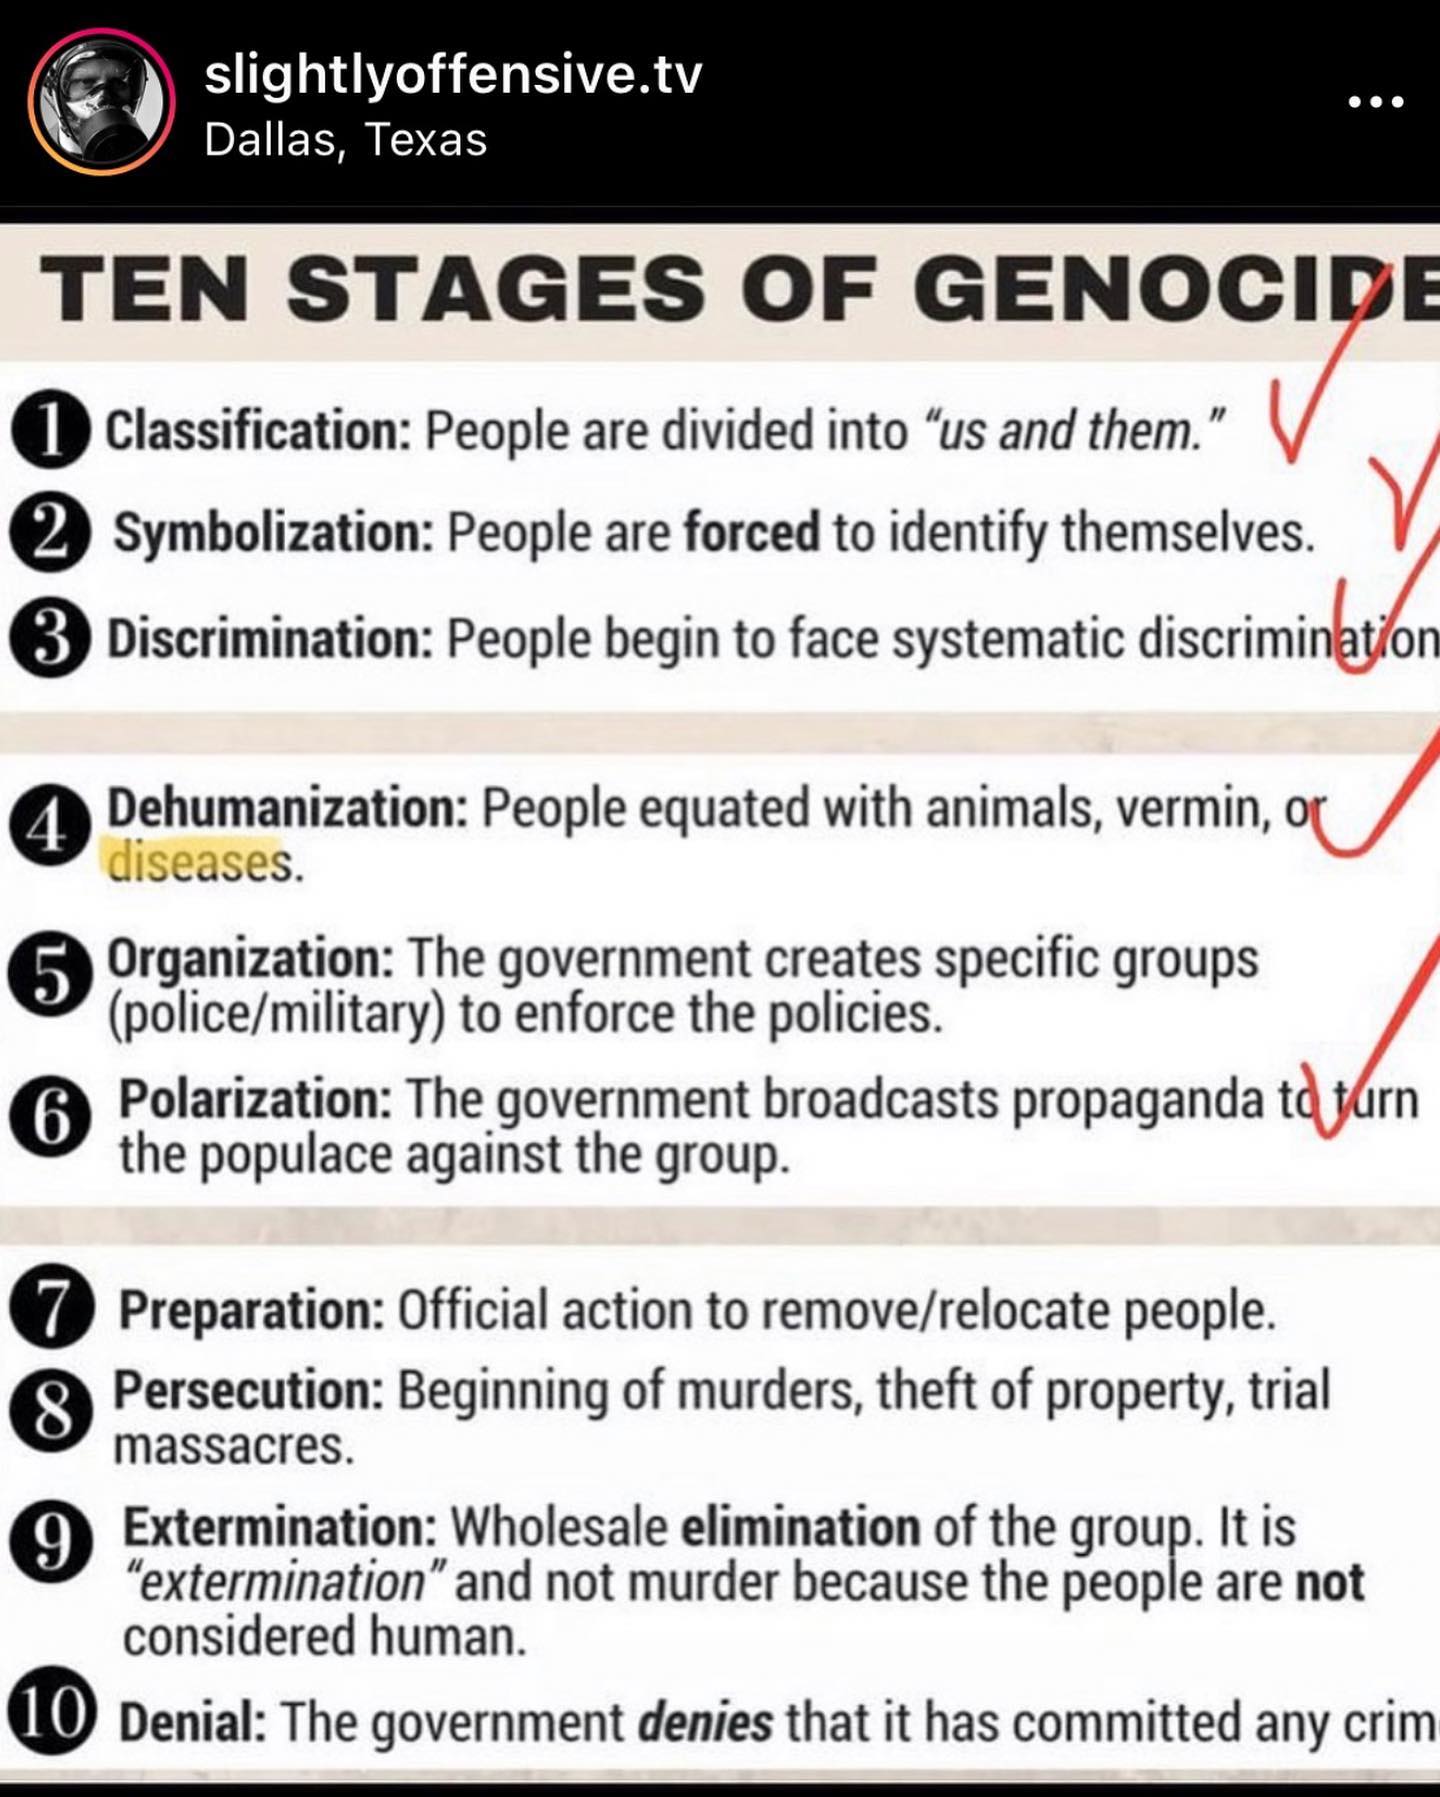 slightlyoffensive.tv
Dallas, Texas
TEN STAGES OF GENOCIDE
1 Classification: People are divided into “us and them.”
2 Symbolization: People are forced to identify themselves.
3 Discrimination: People begin to face systematic discrimination
4 Dehumanization: People equated with animals, vermin, or
diseases.
5 Organization: The government creates specific groups
(police/military) to enforce the policies.
6 Polarization: The government broadcasts propaganda to turn
the populace against the group.
7 Preparation: Official action to remove/relocate people.
8 Persecution: Beginning of murders, theft of property, trial
massacres.
9 Extermination: Wholesale elimination of the group. It is
“extermination” and not murder because the people are not
considered human.
10 Denial: The government denies that it has committed any crim